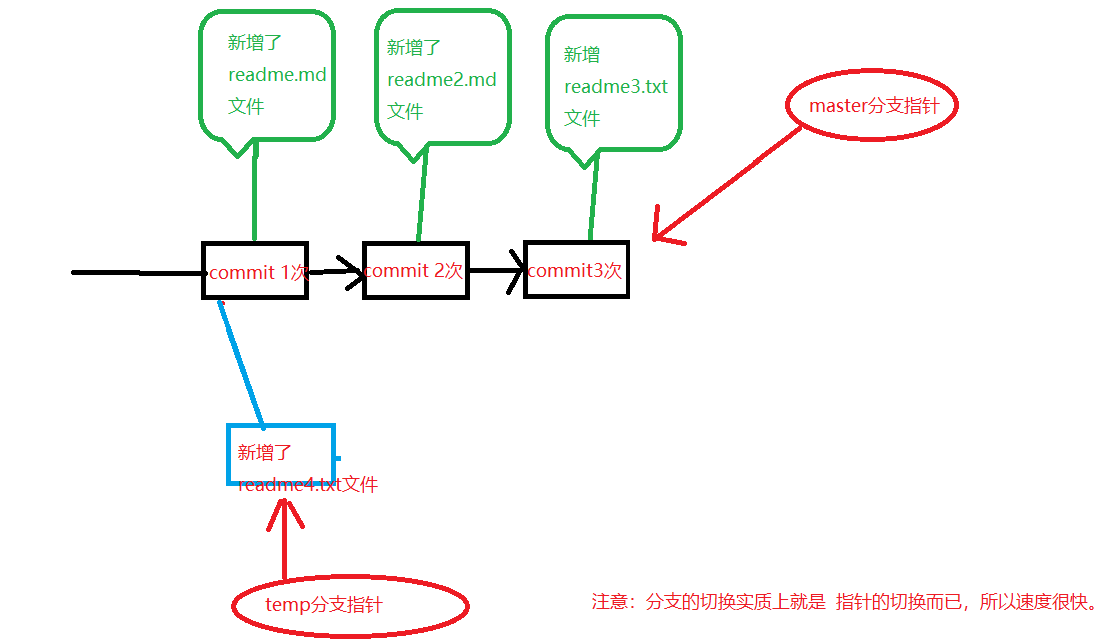 新增了
readme.md
文件
新增了
readme2.md
文件
新增
readme3.txt
文件
master分支指针
commit 1次
commit 2次
commit3次
新增了
readme4.txt文件
temp分支指针
注意：分支的切换实质上就是 指针的切换而已，所以速度很快。